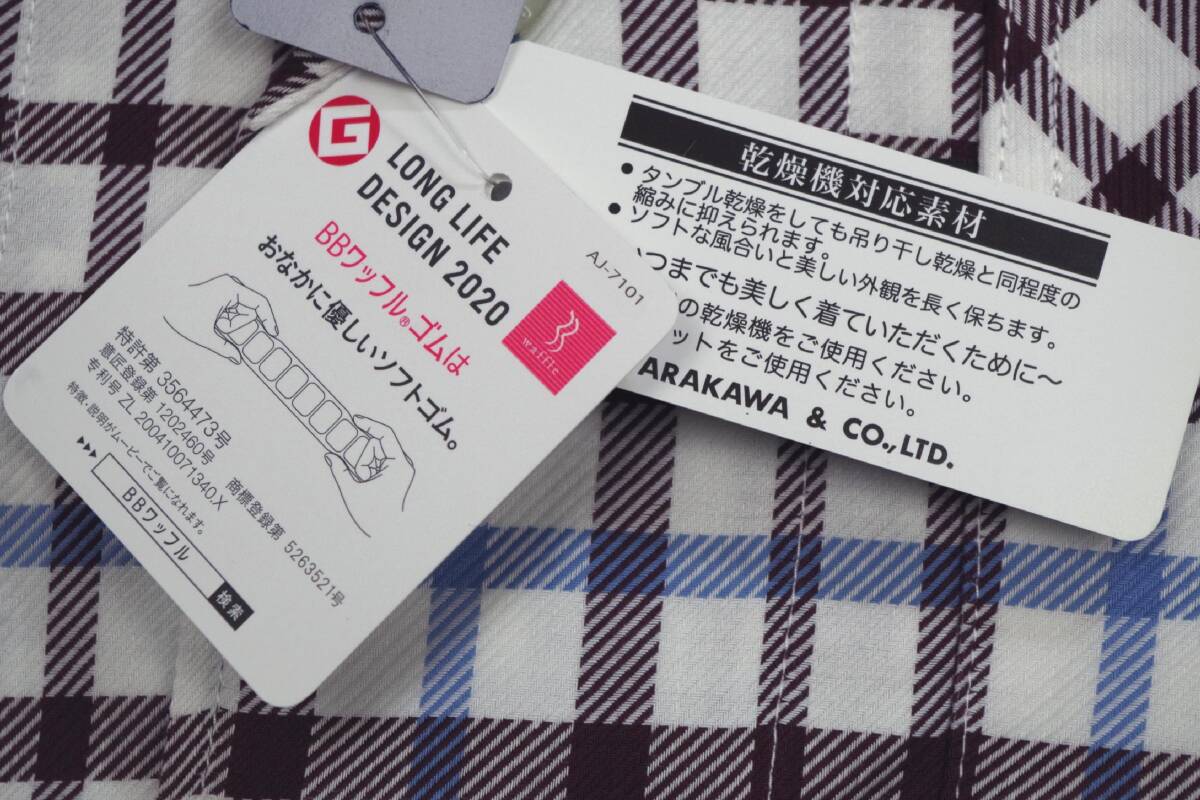 G
LONG LIFE
DESIGN 2020
BBワッフル®ゴムは
おなかに優しいソフトゴム。
AJ-7101
waffle
特許第 3564473号
意匠登録第 1202460号
专利号 ZL 200410071340.X
商標登録第 5263521号
特徴・説明がムービーでご覧になれます。
▶▶▶ BBワッフル 検索
乾燥機対応素材
•タンブル乾燥をしても吊り干し乾燥と同程度の
縮みに抑えられます。
•ソフトな風合いと美しい外観を長く保ちます。
いつまでも美しく着ていただくために〜
の乾燥機をご使用ください。
ットをご使用ください。
ARAKAWA & CO.,LTD.